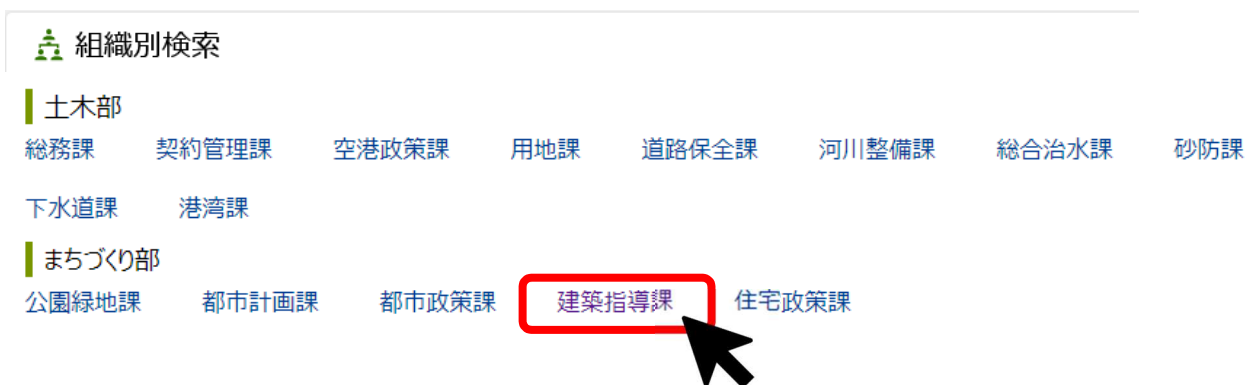 組織別検索
土木部
総務課 契約管理課 空港政策課 用地課 道路保全課 河川整備課 総合治水課 砂防課
下水道課 港湾課
まちづくり部
公園緑地課 都市計画課 都市政策課 建築指導課 住宅政策課